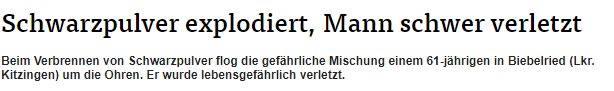 Schwarzpulver explodiert, Mann schwer verletzt
Beim Verbrennen von Schwarzpulver flog die gefährliche Mischung einem 61-jährigen in Biebelried (Lkr.
Kitzingen) um die Ohren. Er wurde lebensgefährlich verletzt.